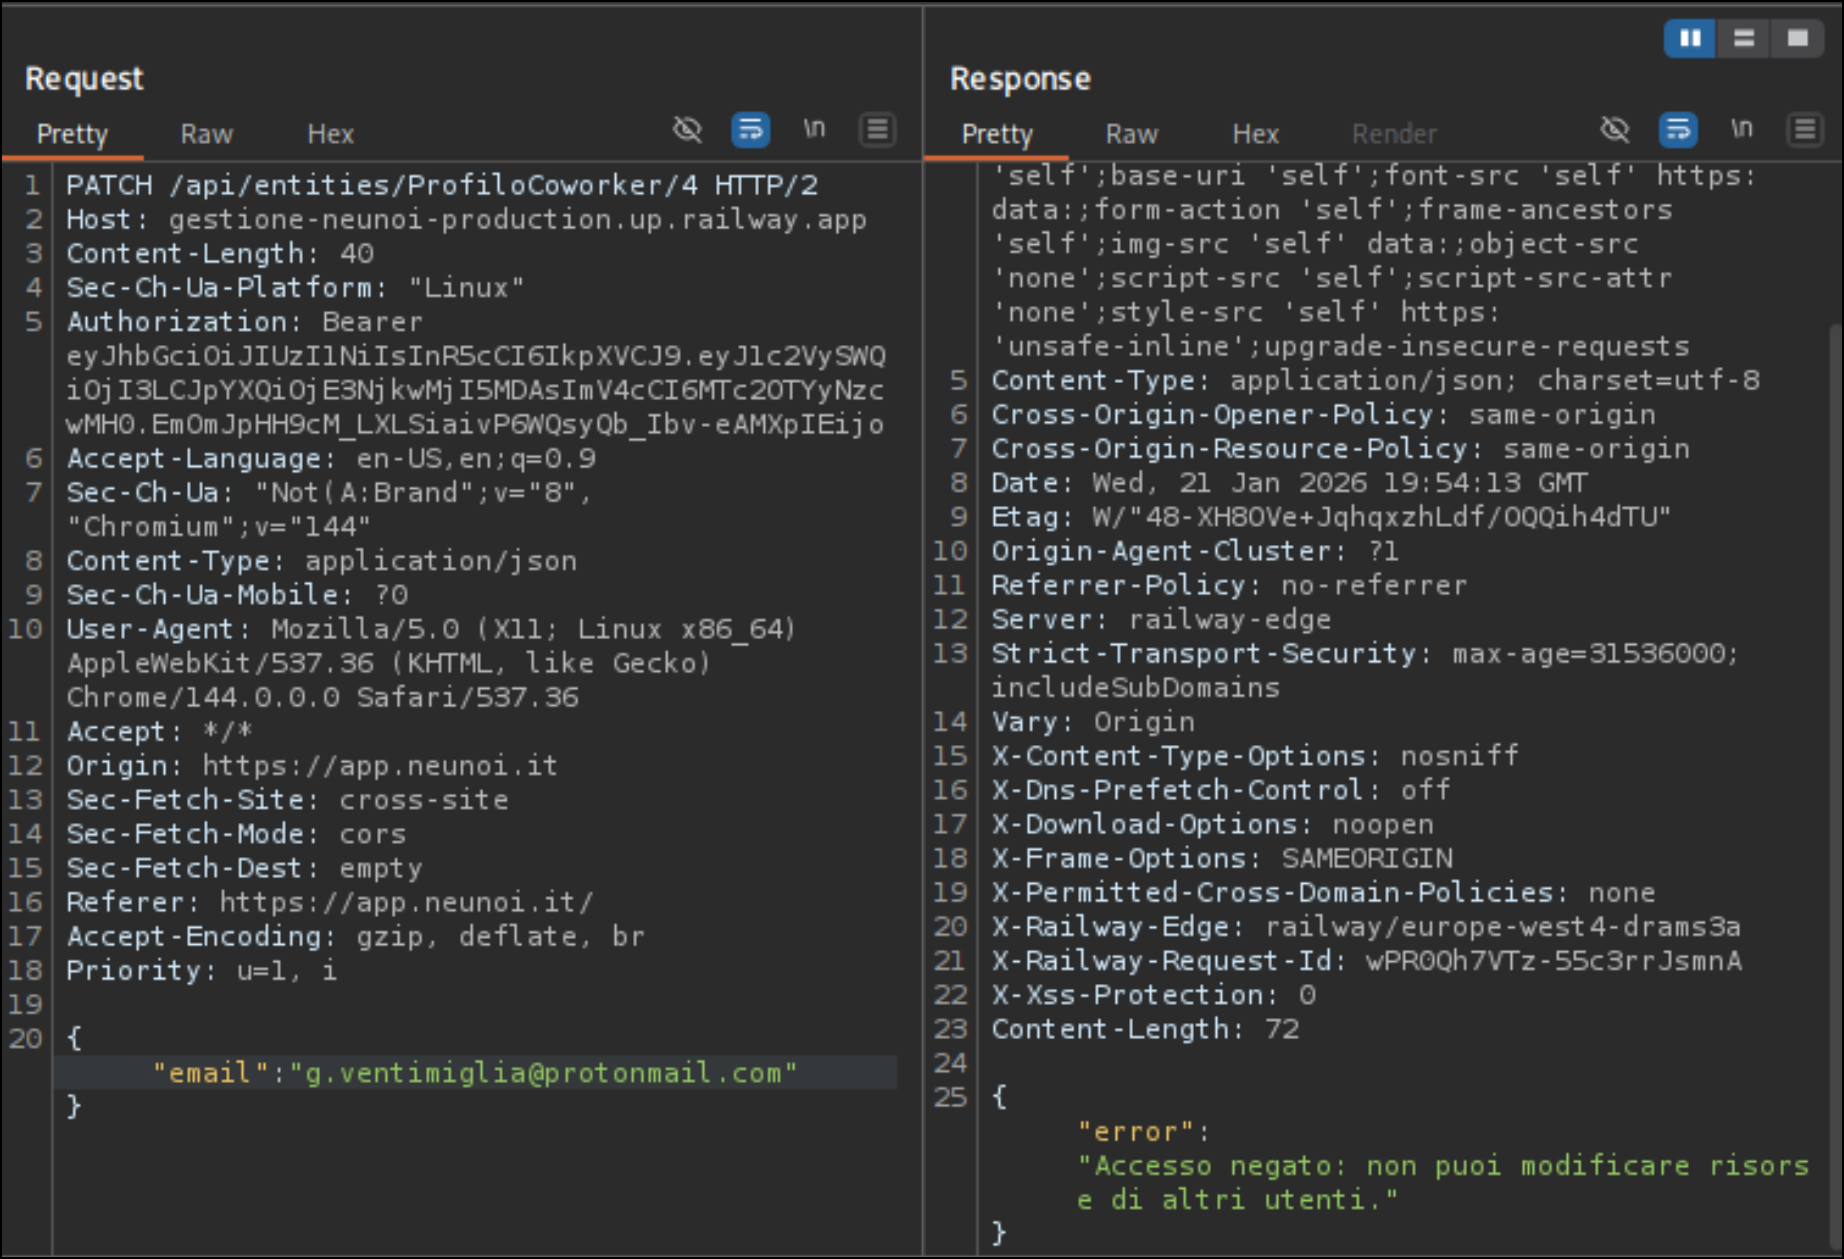 Request
Pretty Raw Hex \n
1 PATCH /api/entities/ProfiloCoworker/4 HTTP/2
2 Host: gestione-neunoi-production.up.railway.app
3 Content-Length: 40
4 Sec-Ch-Ua-Platform: "Linux"
5 Authorization: Bearer
eyJhbGciOiJIUzI1NiIsInR5cCI6IkpXVCJ9.eyJ1c2VySWQ
iOjI3LCJpYXQiOjE3NjkwMjI5MDAsImV4cCI6MTc2OTYyNzc
wMH0.EmOmJpHH9cM_LXLSiaivP6WQsyQb_Ibv-eAMXpIEijo
6 Accept-Language: en-US,en;q=0.9
7 Sec-Ch-Ua: "Not(A:Brand";v="8",
"Chromium";v="144"
8 Content-Type: application/json
9 Sec-Ch-Ua-Mobile: ?0
10 User-Agent: Mozilla/5.0 (X11; Linux x86_64)
AppleWebKit/537.36 (KHTML, like Gecko)
Chrome/144.0.0.0 Safari/537.36
11 Accept: */*
12 Origin: https://app.neunoi.it
13 Sec-Fetch-Site: cross-site
14 Sec-Fetch-Mode: cors
15 Sec-Fetch-Dest: empty
16 Referer: https://app.neunoi.it/
17 Accept-Encoding: gzip, deflate, br
18 Priority: u=1, i
19
20 {
"email":"g.ventimiglia@protonmail.com"
}
Response
Pretty Raw Hex Render \n
'self';base-uri 'self';font-src 'self' https:
data:;form-action 'self';frame-ancestors
'self';img-src 'self' data:;object-src
'none';script-src 'self';script-src-attr
'none';style-src 'self' https:
'unsafe-inline';upgrade-insecure-requests
5 Content-Type: application/json; charset=utf-8
6 Cross-Origin-Opener-Policy: same-origin
7 Cross-Origin-Resource-Policy: same-origin
8 Date: Wed, 21 Jan 2026 19:54:13 GMT
9 Etag: W/"48-XH8OVe+JqhqxzhLdf/OQQih4dTU"
10 Origin-Agent-Cluster: ?1
11 Referrer-Policy: no-referrer
12 Server: railway-edge
13 Strict-Transport-Security: max-age=31536000;
includeSubDomains
14 Vary: Origin
15 X-Content-Type-Options: nosniff
16 X-Dns-Prefetch-Control: off
17 X-Download-Options: noopen
18 X-Frame-Options: SAMEORIGIN
19 X-Permitted-Cross-Domain-Policies: none
20 X-Railway-Edge: railway/europe-west4-drams3a
21 X-Railway-Request-Id: wPR0Qh7VTz-55c3rrJsmnA
22 X-Xss-Protection: 0
23 Content-Length: 72
24
25 {
"error":
"Accesso negato: non puoi modificare risors
e di altri utenti."
}